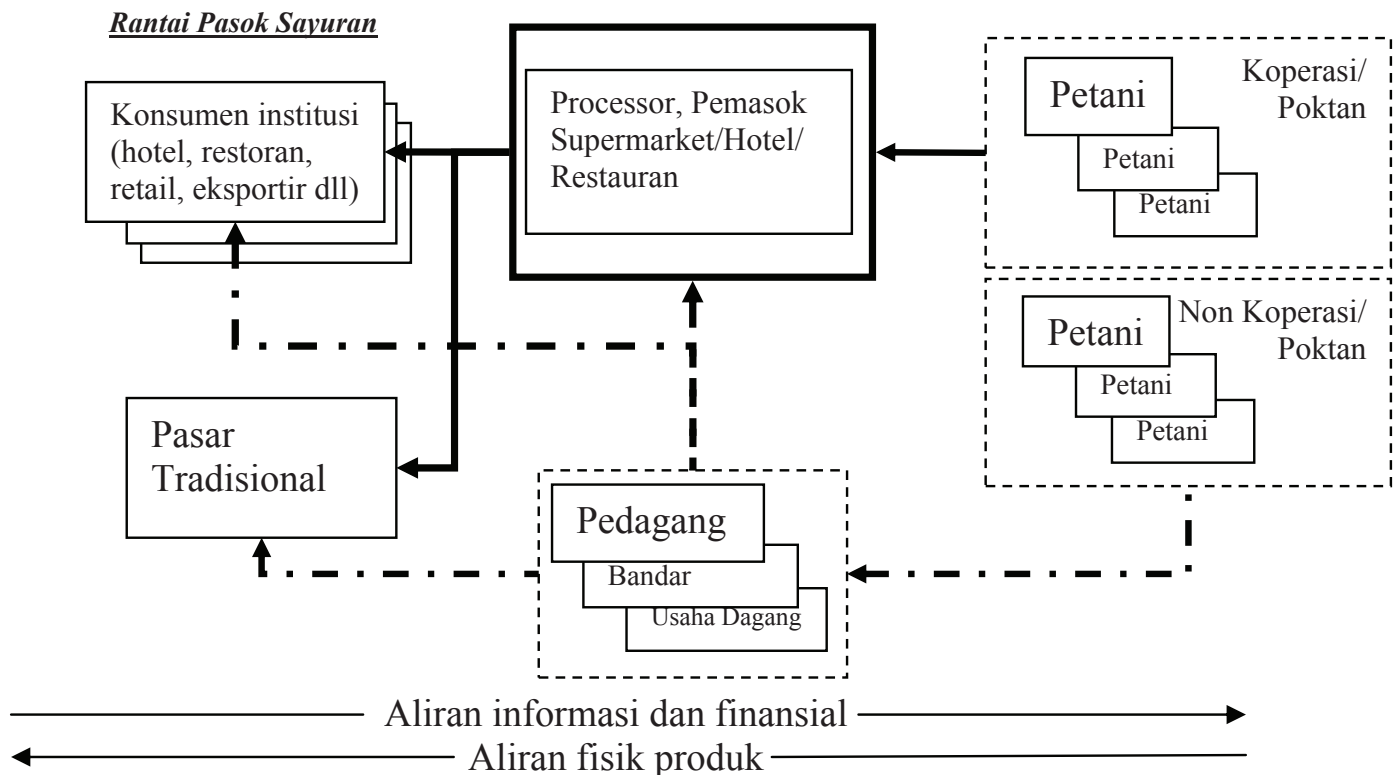 Rantai Pasok Sayuran
Konsumen institusi
(hotel, restoran,
retail, eksportir dll)
Processor, Pemasok
Supermarket/Hotel/
Restauran
Koperasi/
Poktan
Petani
Petani
Petani
Non Koperasi/
Poktan
Petani
Petani
Petani
Pasar
Tradisional
Pedagang
Bandar
Usaha Dagang
Aliran informasi dan finansial
Aliran fisik produk